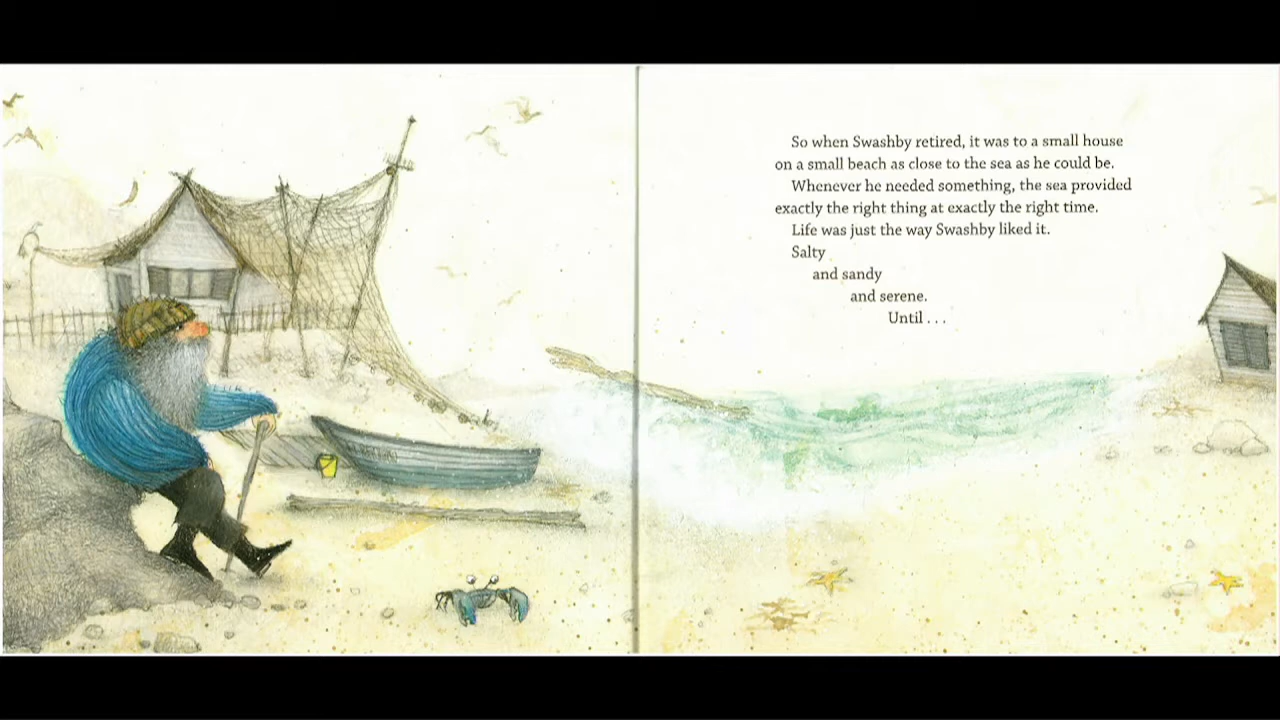 So when Swashby retired, it was to a small house
on a small beach as close to the sea as he could be.
Whenever he needed something, the sea provided
exactly the right thing at exactly the right time.
Life was just the way Swashby liked it.
Salty
and sandy
and serene.
Until . . .